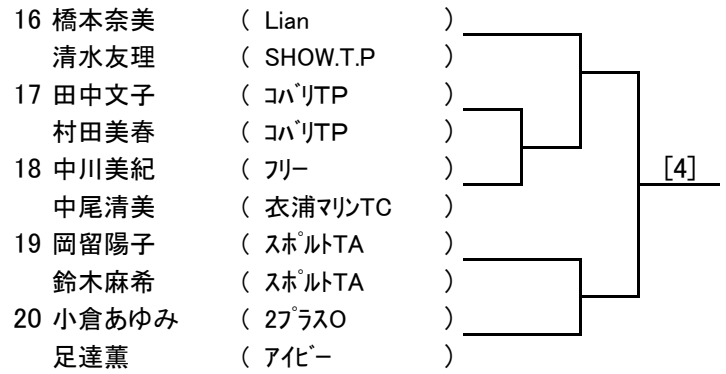 16 橋本奈美 ( Lian )
清水友理 ( SHOW.T.P )
17 田中文子 ( ｺﾊﾞﾘTP )
村田美春 ( ｺﾊﾞﾘTP )
18 中川美紀 ( ﾌﾘｰ )
[4]
中尾清美 ( 衣浦ﾏﾘﾝTC )
19 岡留陽子 ( ｽﾎﾟﾙﾄTA )
鈴木麻希 ( ｽﾎﾟﾙﾄTA )
20 小倉あゆみ ( 2ﾌﾟﾗｽO )
足達薫 ( ｱｲﾋﾞｰ )